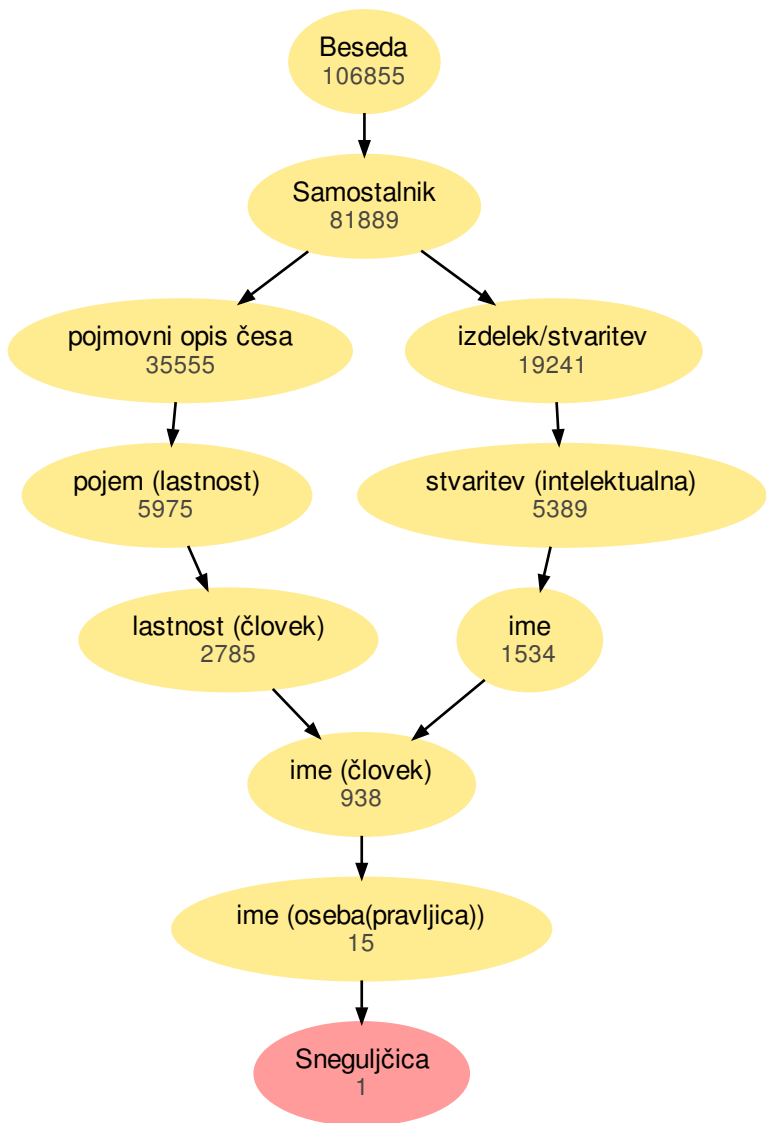 Beseda
106855
Samostalnik
81889
pojmovni opis česa
35555
izdelek/stvaritev
19241
pojem (lastnost)
5975
stvaritev (intelektualna)
5389
lastnost (človek)
2785
ime
1534
ime (človek)
938
ime (oseba(pravljica))
15
Sneguljčica
1